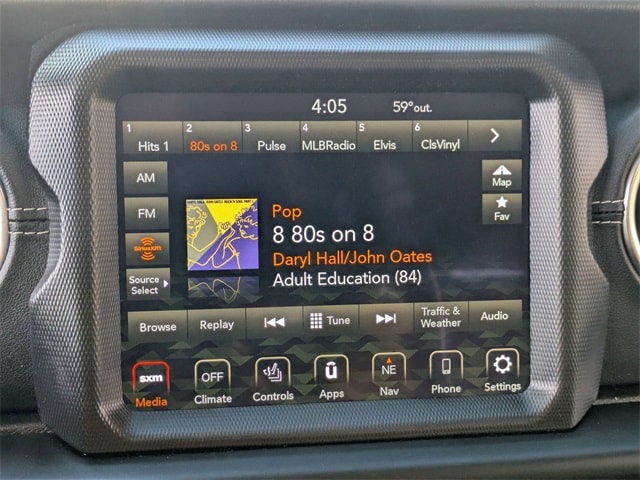 4:05 59°out.
1 2 3 4 5 6
Hits 1 80s on 8 Pulse MLBRadio Elvis ClsVinyl
AM
FM
siriusxm
Source
Select
Map
Fav
Pop
8 80s on 8
Daryl Hall/John Oates
Adult Education (84)
Browse Replay Tune Traffic &
Weather Audio
sxm OFF NE
Media Climate Controls Apps Nav Phone Settings